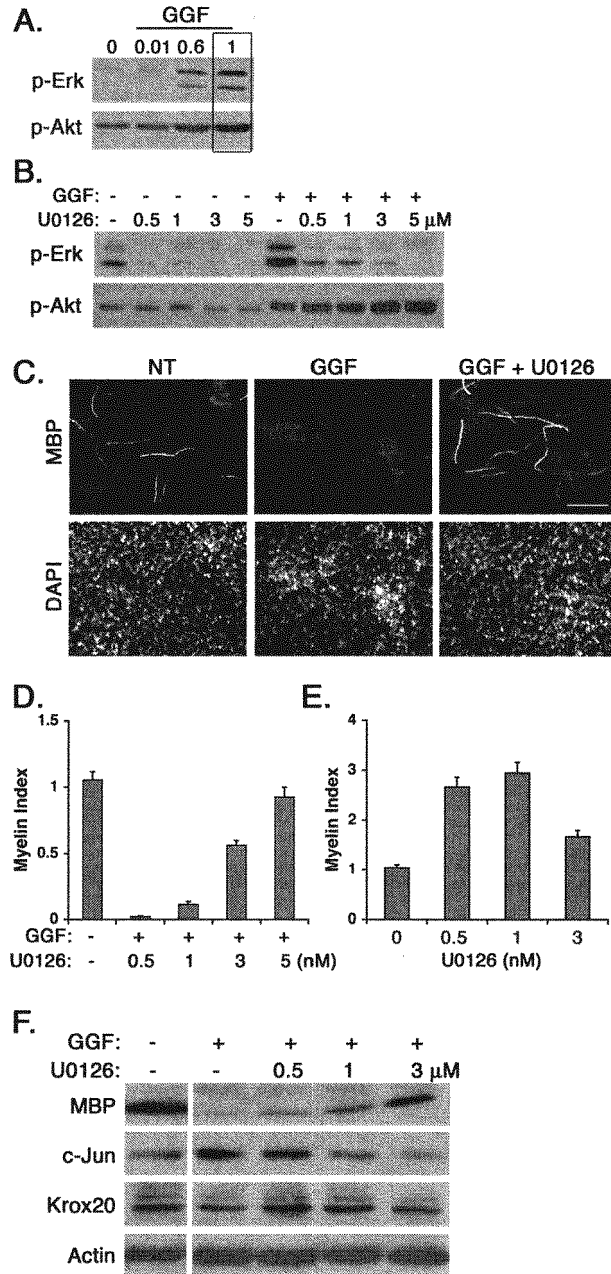 A.
GGF
0 0.01 0.6 1
p-Erk
p-Akt
B.
GGF: - - - - - + + + + +
U0126: - 0.5 1 3 5 - 0.5 1 3 5 μM
p-Erk
p-Akt
C.
NT GGF GGF + U0126
MBP
DAPI
D.
Myelin Index
1.5
1
0.5
0
GGF: - + + + +
U0126: - 0.5 1 3 5 (nM)
E.
Myelin Index
4
3
2
1
0
0 0.5 1 3
U0126 (nM)
F.
GGF: - + + + +
U0126: - - 0.5 1 3 μM
MBP
c-Jun
Krox20
Actin